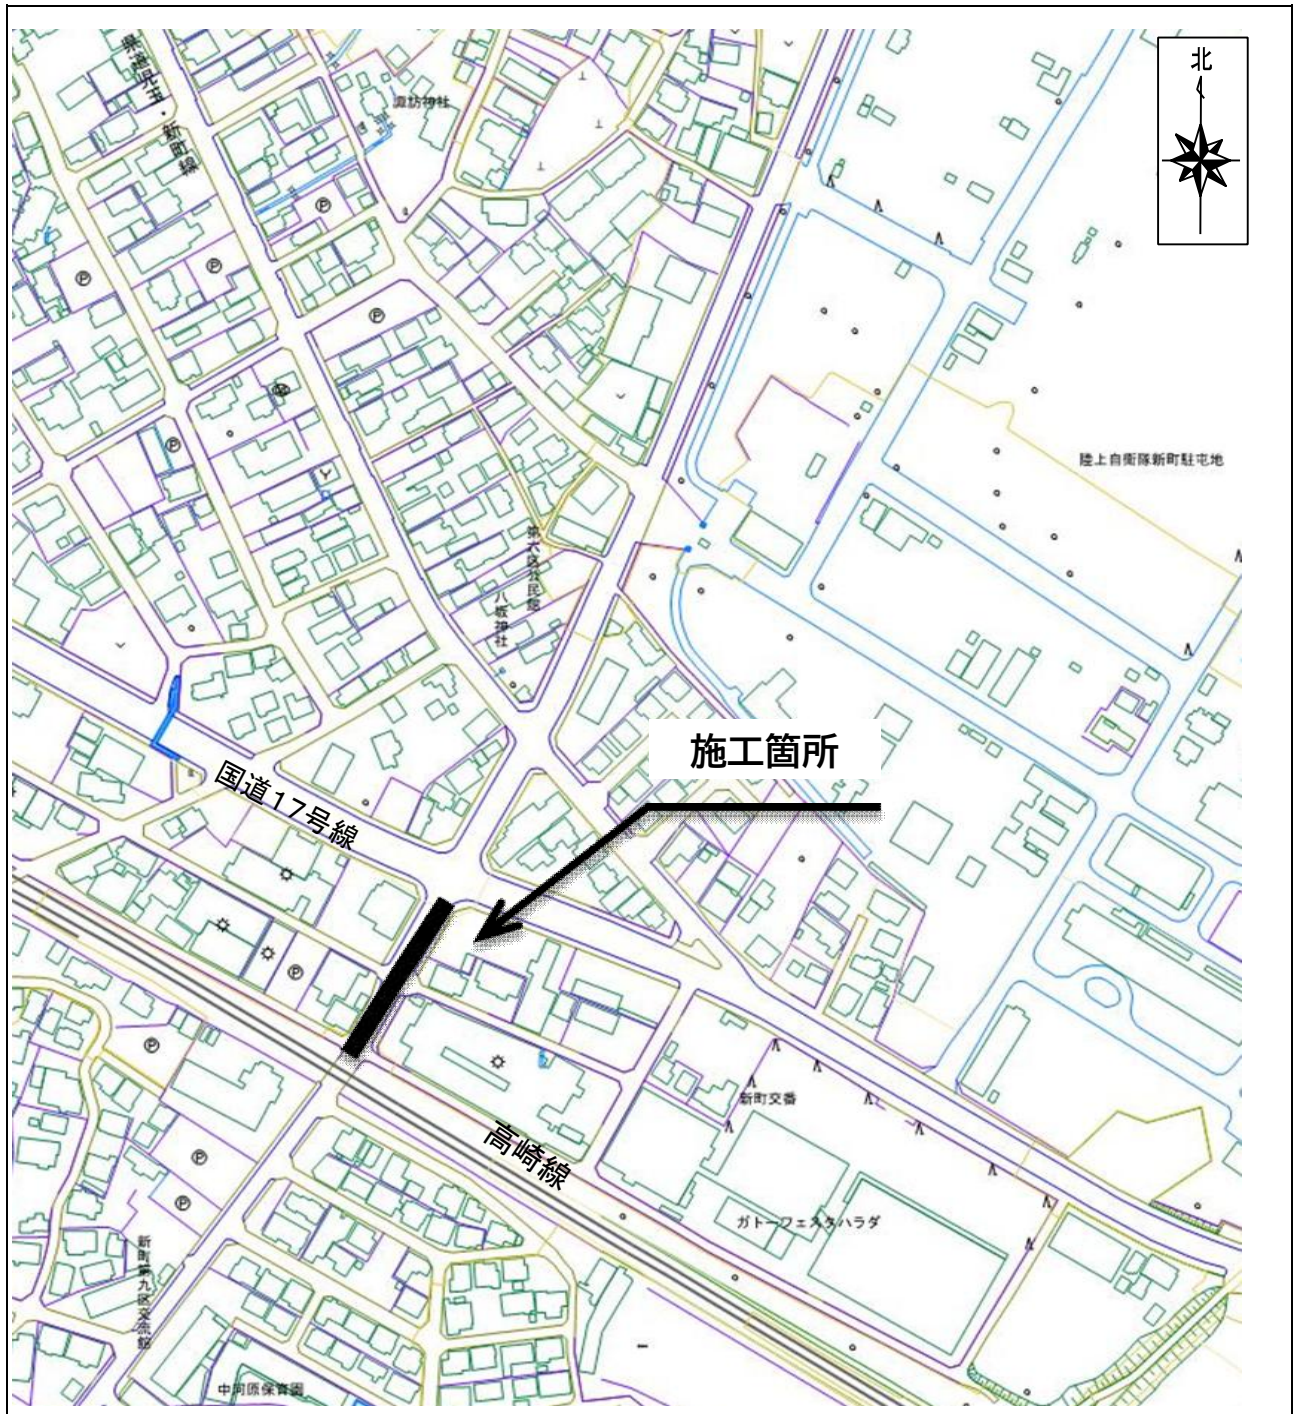 北
県道児玉・新町線
諏訪神社
陸上自衛隊新町駐屯地
第六区公民館
八坂神社
施工箇所
国道17号線
新町交番
高崎線
ガトーフェスタハラダ
新町第九区交流館
中河原保育園